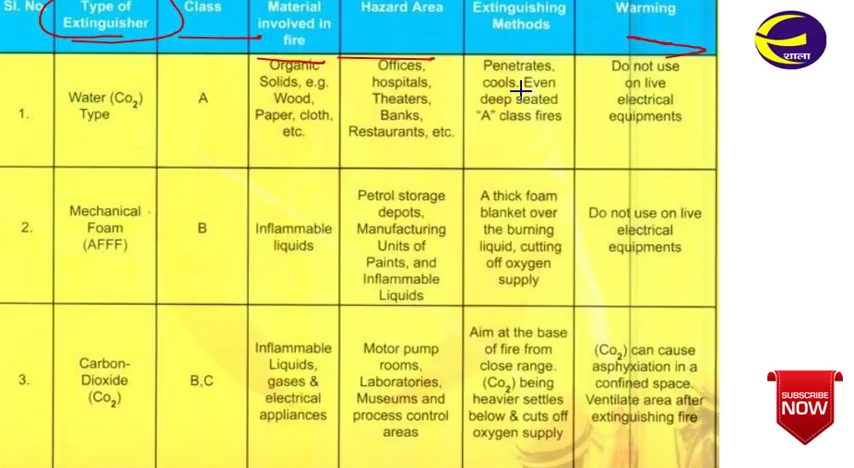 Sl. No
Type of
Extinguisher
Class
Material
involved in
fire
Hazard Area
Extinguishing
Methods
Warming
1.
Water (Co2)
Type
A
Organic
Solids, e.g.
Wood,
Paper, cloth,
etc.
Offices,
hospitals,
Theaters,
Banks,
Restaurants, etc.
Penetrates,
cools, Even
deep seated
"A" class fires
Do not use
on live
electrical
equipments
2.
Mechanical
Foam
(AFFF)
B
Inflammable
liquids
Petrol storage
depots,
Manufacturing
Units of
Paints, and
Inflammable
Liquids
A thick foam
blanket over
the burning
liquid, cutting
off oxygen
supply
Do not use on live
electrical
equipments
3.
Carbon-
Dioxide
(Co2)
B,C
Inflammable
Liquids,
gases &
electrical
appliances
Motor pump
rooms,
Laboratories,
Museums and
process control
areas
Aim at the base
of fire from
close range.
(Co2) being
heavier settles
below & cuts off
oxygen supply
(Co2) can cause
asphyxiation in a
confined space.
Ventilate area after
extinguishing fire
शाला
SUBSCRIBE
NOW